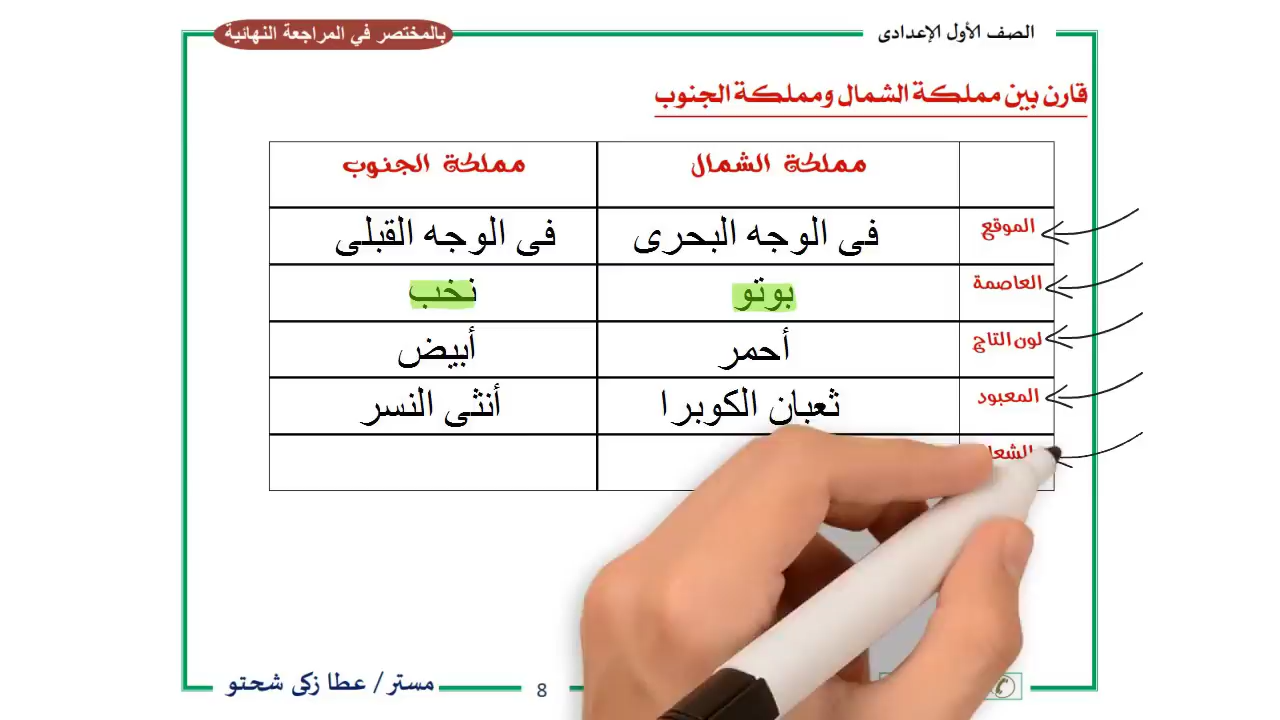 الصف الأول الإعدادى
بالمختصر في المراجعة النهائية
قارن بين مملكة الشمال ومملكة الجنوب
مملكة الشمال مملكة الجنوب
الموقع فى الوجه البحرى فى الوجه القبلى
العاصمة بوتو نخب
لون التاج أحمر أبيض
المعبود ثعبان الكوبرا أنثى النسر
8
مستر / عطا زكى شحتو